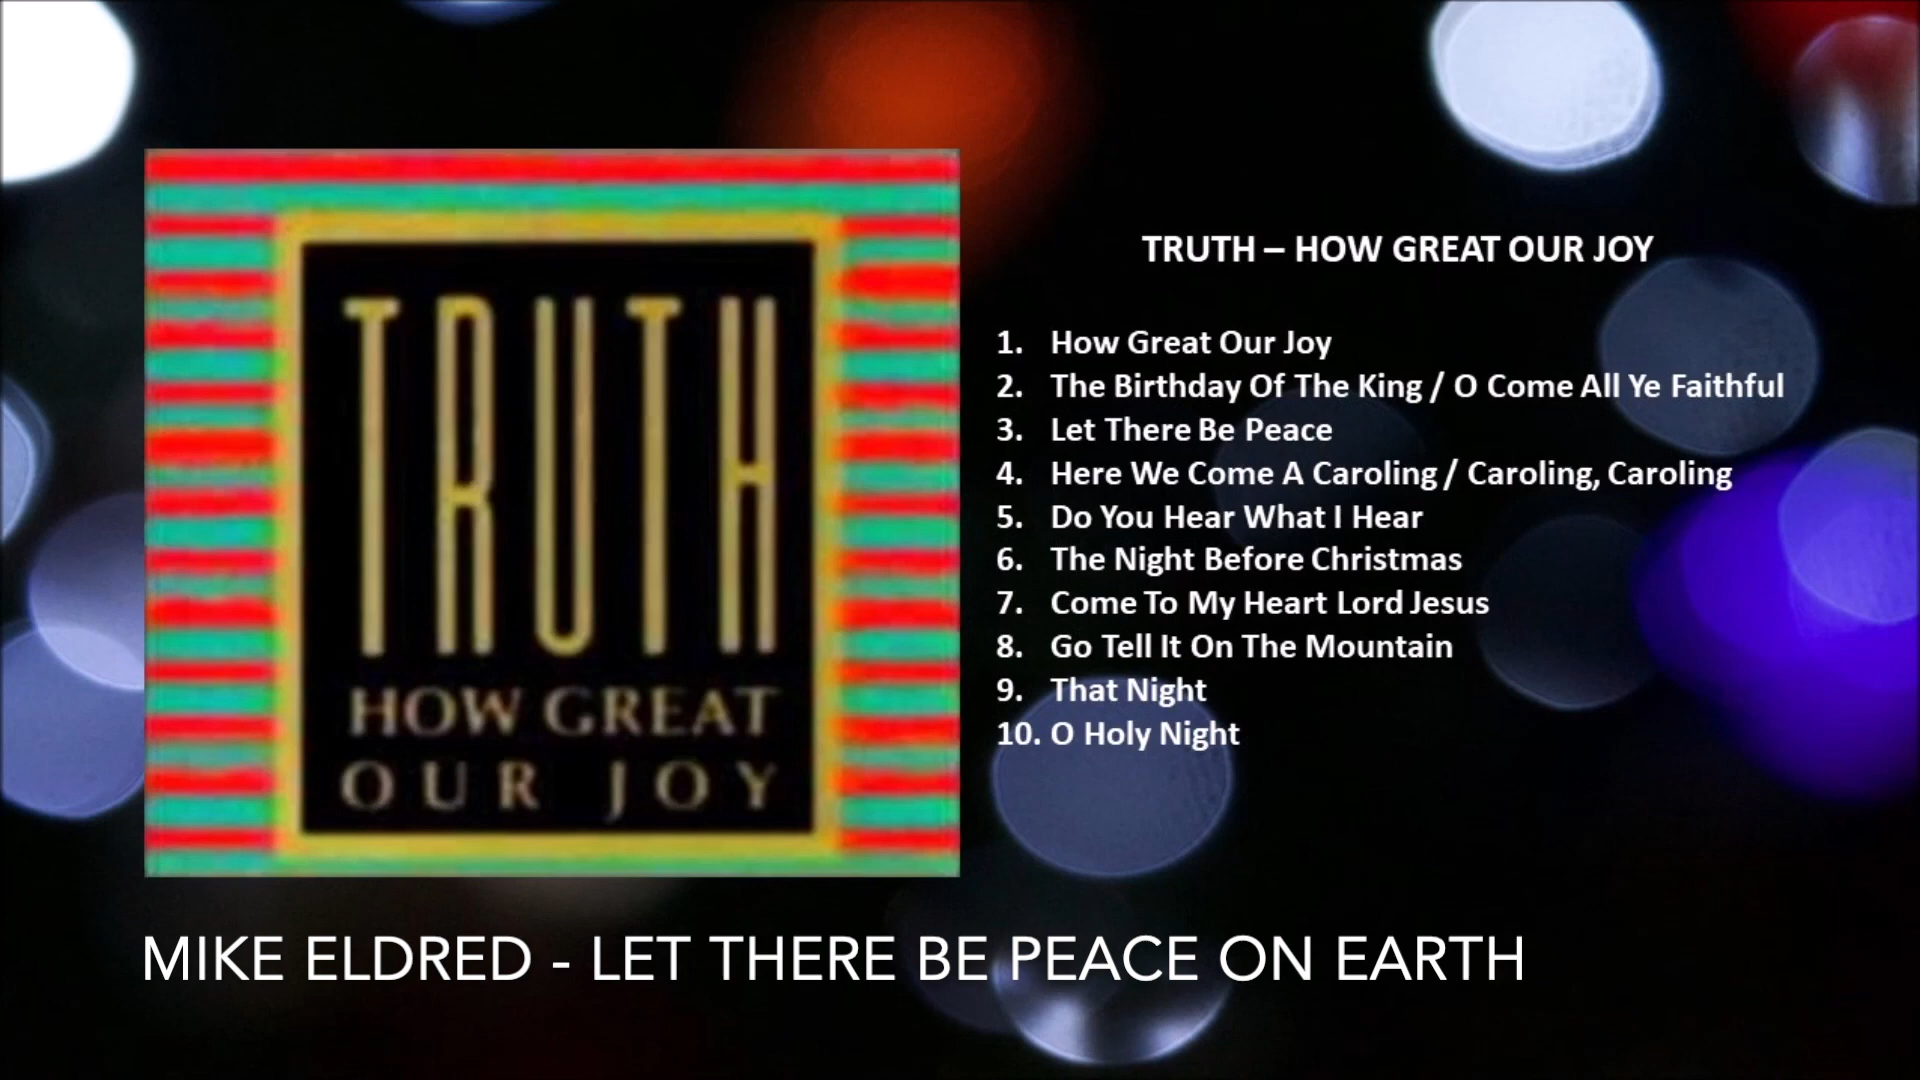 TRUTH
HOW GREAT
OUR JOY
TRUTH – HOW GREAT OUR JOY
1. How Great Our Joy
2. The Birthday Of The King / O Come All Ye Faithful
3. Let There Be Peace
4. Here We Come A Caroling / Caroling, Caroling
5. Do You Hear What I Hear
6. The Night Before Christmas
7. Come To My Heart Lord Jesus
8. Go Tell It On The Mountain
9. That Night
10. O Holy Night
MIKE ELDRED - LET THERE BE PEACE ON EARTH